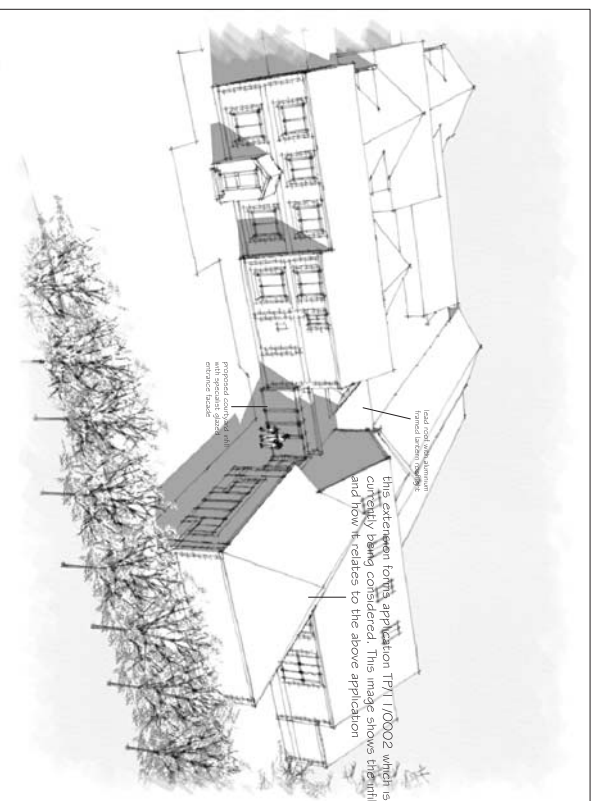 lead roof with aluminum
framed lantern rooflight
this extension forms application TP/11/0002 which is
currently being considered. This image shows the infill
and how it relates to the above application
proposed courtyard infill
with specialist glazed
entrance facade